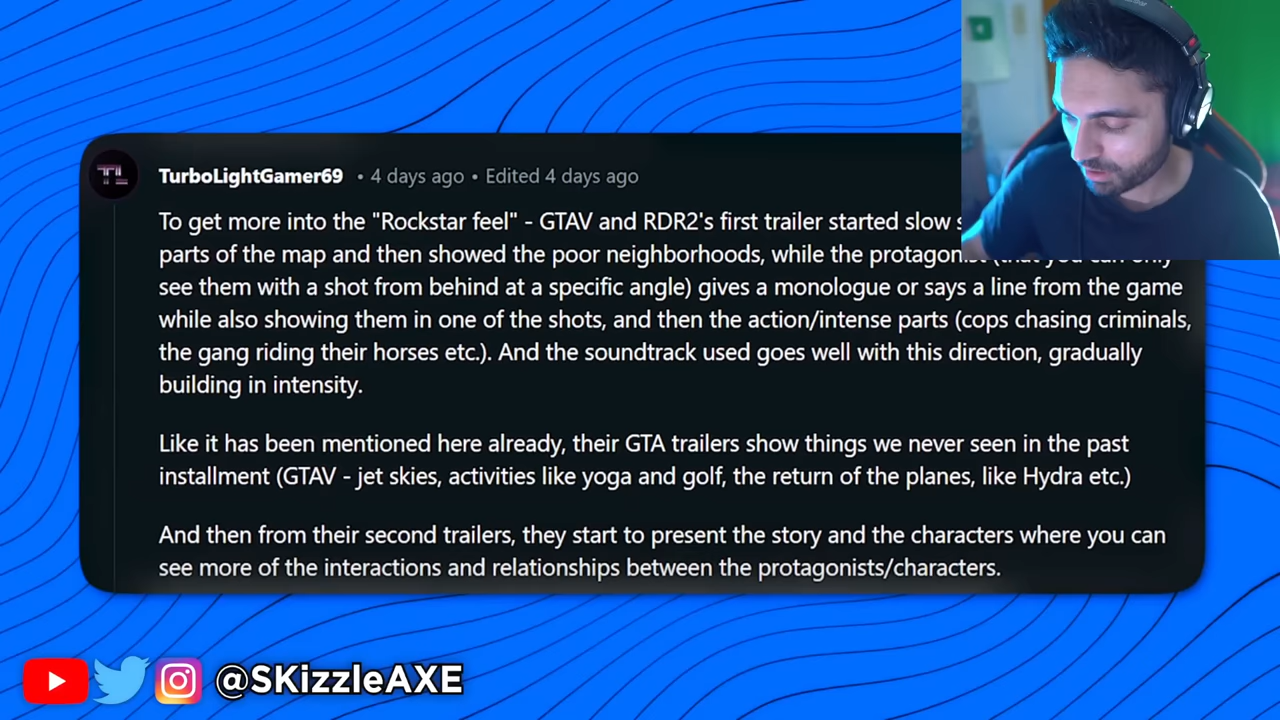 TL
TurboLightGamer69 • 4 days ago • Edited 4 days ago
To get more into the "Rockstar feel" - GTAV and RDR2's first trailer started slow
parts of the map and then showed the poor neighborhoods, while the protagonist (that you can only
see them with a shot from behind at a specific angle) gives a monologue or says a line from the game
while also showing them in one of the shots, and then the action/intense parts (cops chasing criminals,
the gang riding their horses etc.). And the soundtrack used goes well with this direction, gradually
building in intensity.
Like it has been mentioned here already, their GTA trailers show things we never seen in the past
installment (GTAV - jet skies, activities like yoga and golf, the return of the planes, like Hydra etc.)
And then from their second trailers, they start to present the story and the characters where you can
see more of the interactions and relationships between the protagonists/characters.
@SKizzleAXE